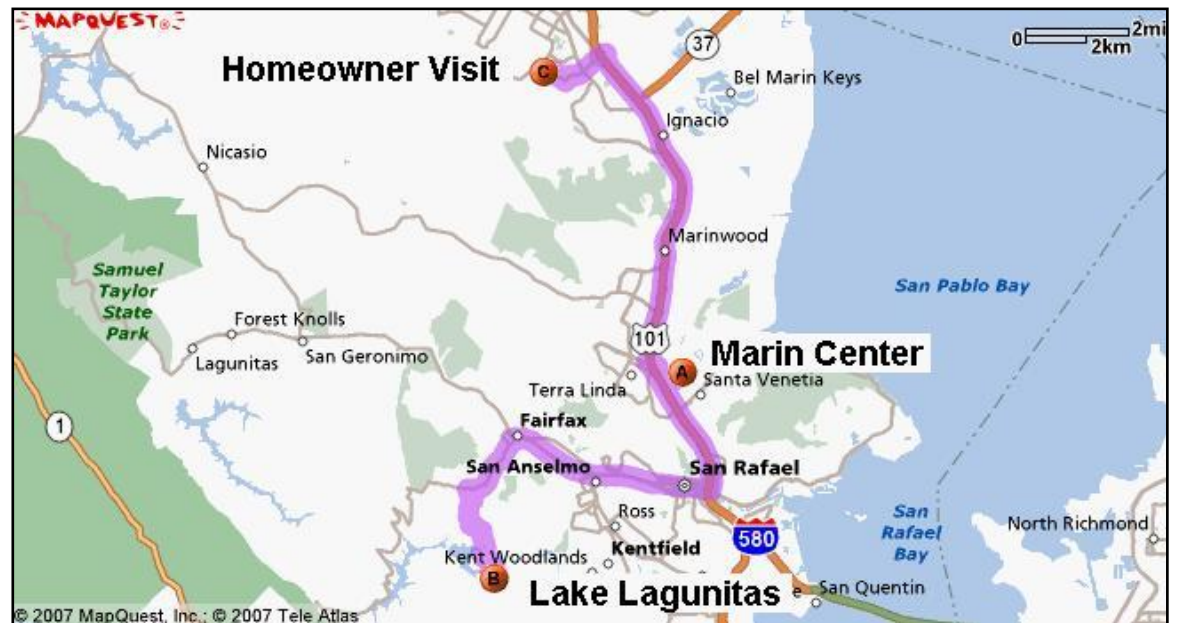 MAPQUEST®
37
0 2mi
2km
Homeowner Visit
C
Bel Marin Keys
Ignacio
Nicasio
Marinwood
Samuel
Taylor
State
Park
San Pablo Bay
Forest Knolls
Lagunitas
San Geronimo
101
Marin Center
A
Terra Linda
Santa Venetia
1
Fairfax
San Anselmo
San Rafael
Ross
San
Rafael
Bay
North Richmond
580
Kent Woodlands
Kentfield
B
Lake Lagunitas
e
San Quentin
© 2007 MapQuest, Inc.; © 2007 Tele Atlas